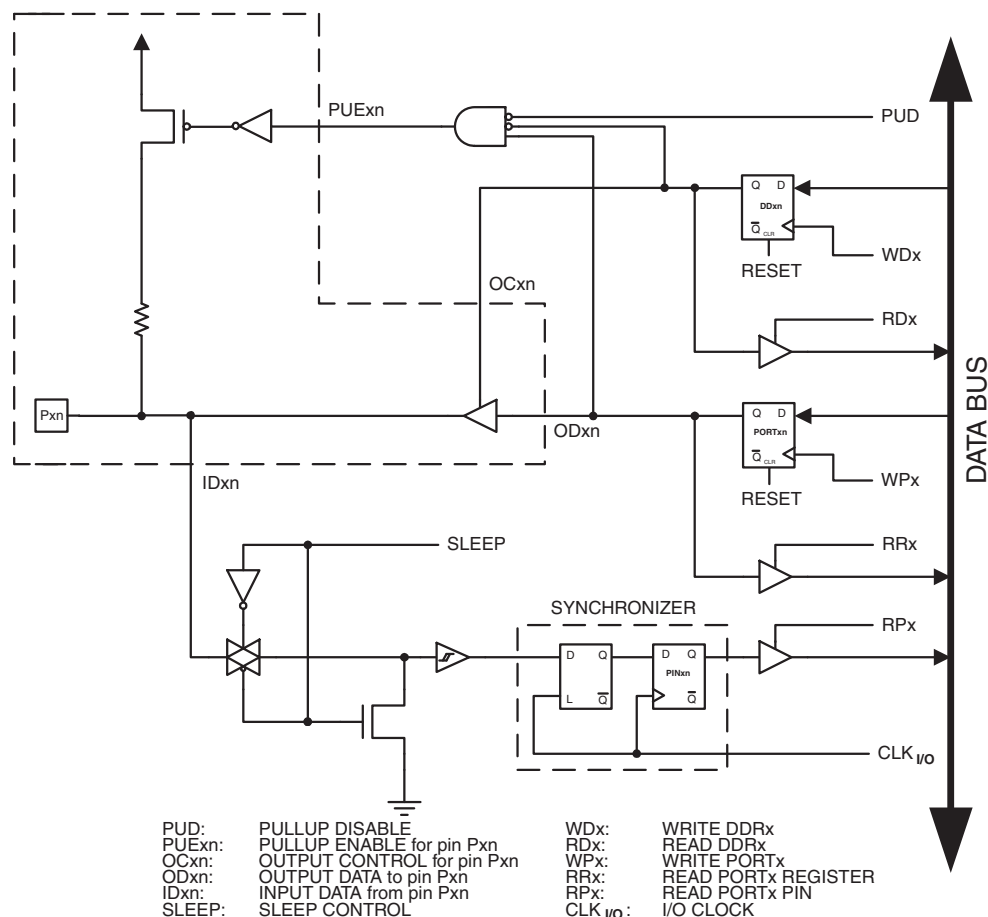 PUExn
PUD
Q D
DDxn
Q CLR
WDx
RESET
OCxn
RDx
DATA BUS
Pxn
Q D
PORTxn
ODxn
Q CLR
WPx
IDxn
RESET
SLEEP
RRx
SYNCHRONIZER
RPx
D Q
D Q
PINxn
L Q
Q
CLK I/O
PUD: PULLUP DISABLE
PUExn: PULLUP ENABLE for pin Pxn
OCxn: OUTPUT CONTROL for pin Pxn
ODxn: OUTPUT DATA to pin Pxn
IDxn: INPUT DATA from pin Pxn
SLEEP: SLEEP CONTROL
WDx: WRITE DDRx
RDx: READ DDRx
WPx: WRITE PORTx
RRx: READ PORTx REGISTER
RPx: READ PORTx PIN
CLK I/O: I/O CLOCK